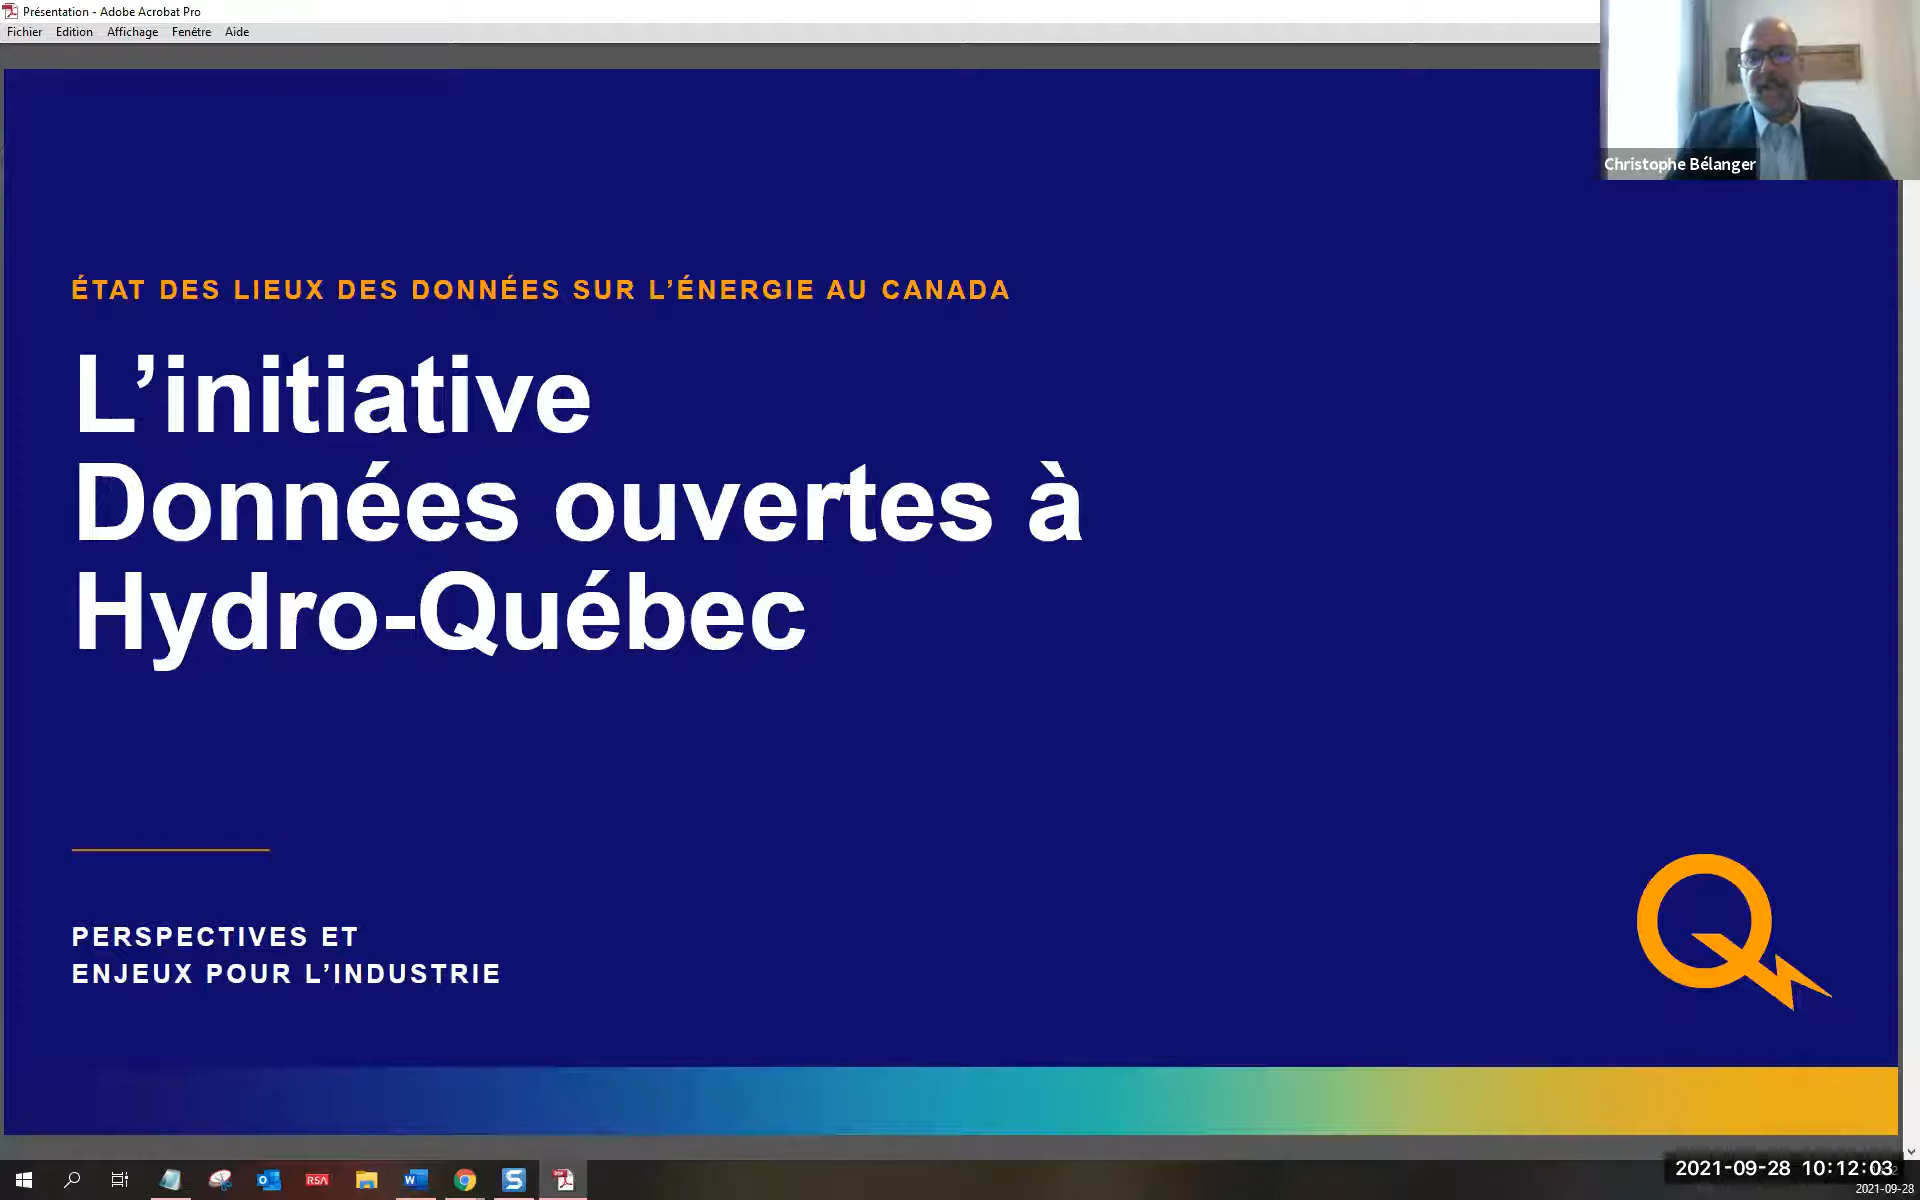 Présentation - Adobe Acrobat Pro
Fichier Edition Affichage Fenêtre Aide
Christophe Bélanger
ÉTAT DES LIEUX DES DONNÉES SUR L’ÉNERGIE AU CANADA
L’initiative
Données ouvertes à
Hydro-Québec
PERSPECTIVES ET
ENJEUX POUR L’INDUSTRIE
RSA
2021-09-28 10:12:03
2021-09-28